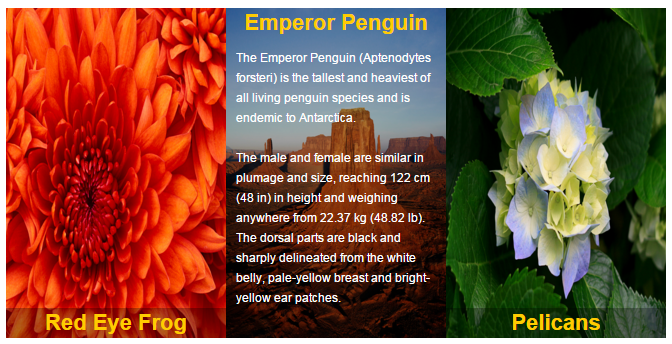 Emperor Penguin
The Emperor Penguin (Aptenodytes
forsteri) is the tallest and heaviest of
all living penguin species and is
endemic to Antarctica.
The male and female are similar in
plumage and size, reaching 122 cm
(48 in) in height and weighing
anywhere from 22.37 kg (48.82 lb).
The dorsal parts are black and
sharply delineated from the white
belly, pale-yellow breast and bright-
yellow ear patches.
Red Eye Frog
Pelicans